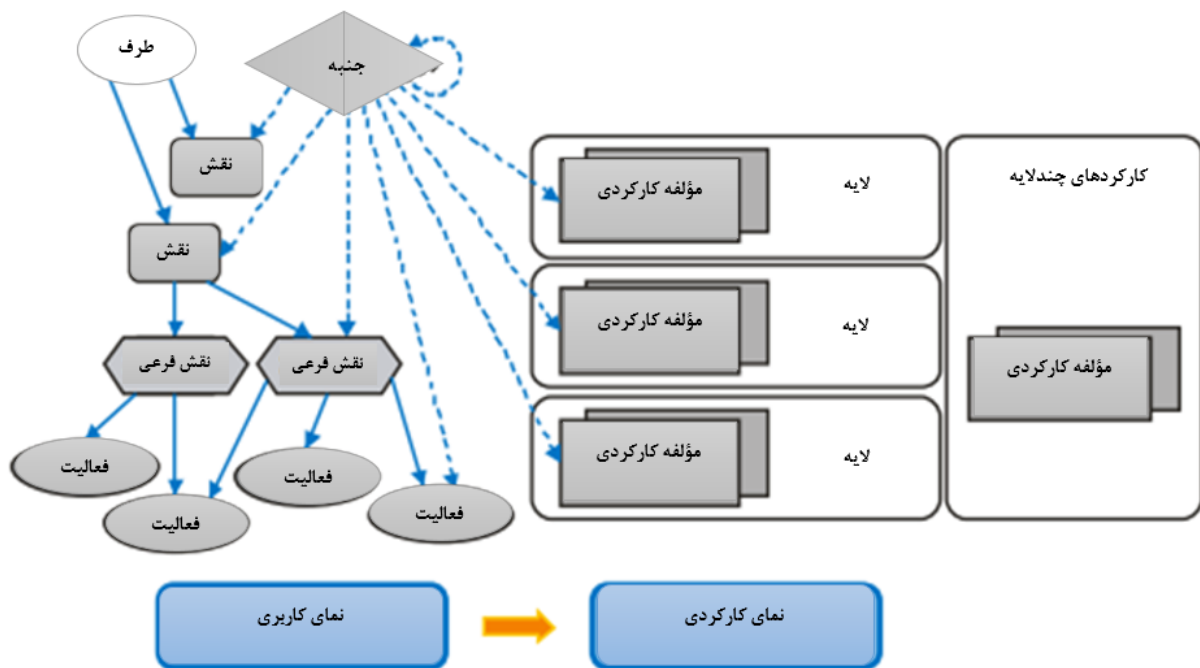 طرف
جنبه
نقش
نقش
نقش فرعی
نقش فرعی
فعالیت
فعالیت
فعالیت
فعالیت
کارکردهای چندلایه
مؤلفه کارکردی
لایه
مؤلفه کارکردی
لایه
مؤلفه کارکردی
لایه
مؤلفه کارکردی
نمای کاربری
نمای کارکردی